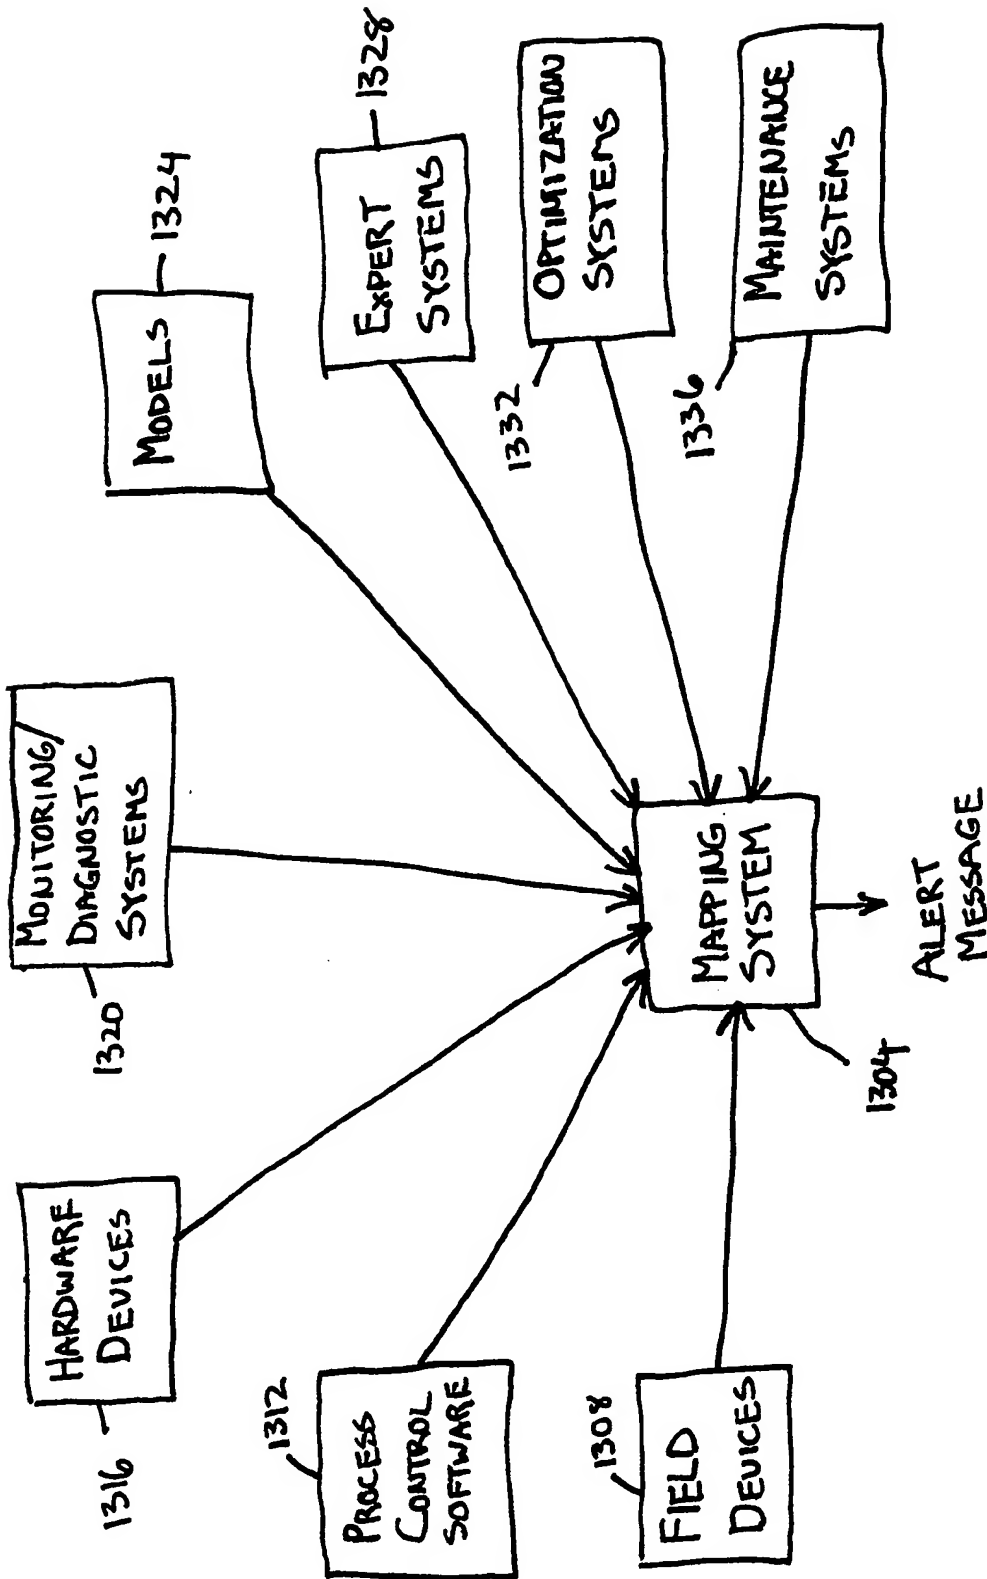 HARDWARE
DEVICES
1316
MONITORING/
DIAGNOSTIC
SYSTEMS
1320
MODELS
1324
EXPERT
SYSTEMS
1328
PROCESS
CONTROL
SOFTWARE
1312
OPTIMIZATION
SYSTEMS
1332
FIELD
DEVICES
1308
MAINTENANCE
SYSTEMS
1336
MAPPING
SYSTEM
1304
ALERT
MESSAGE